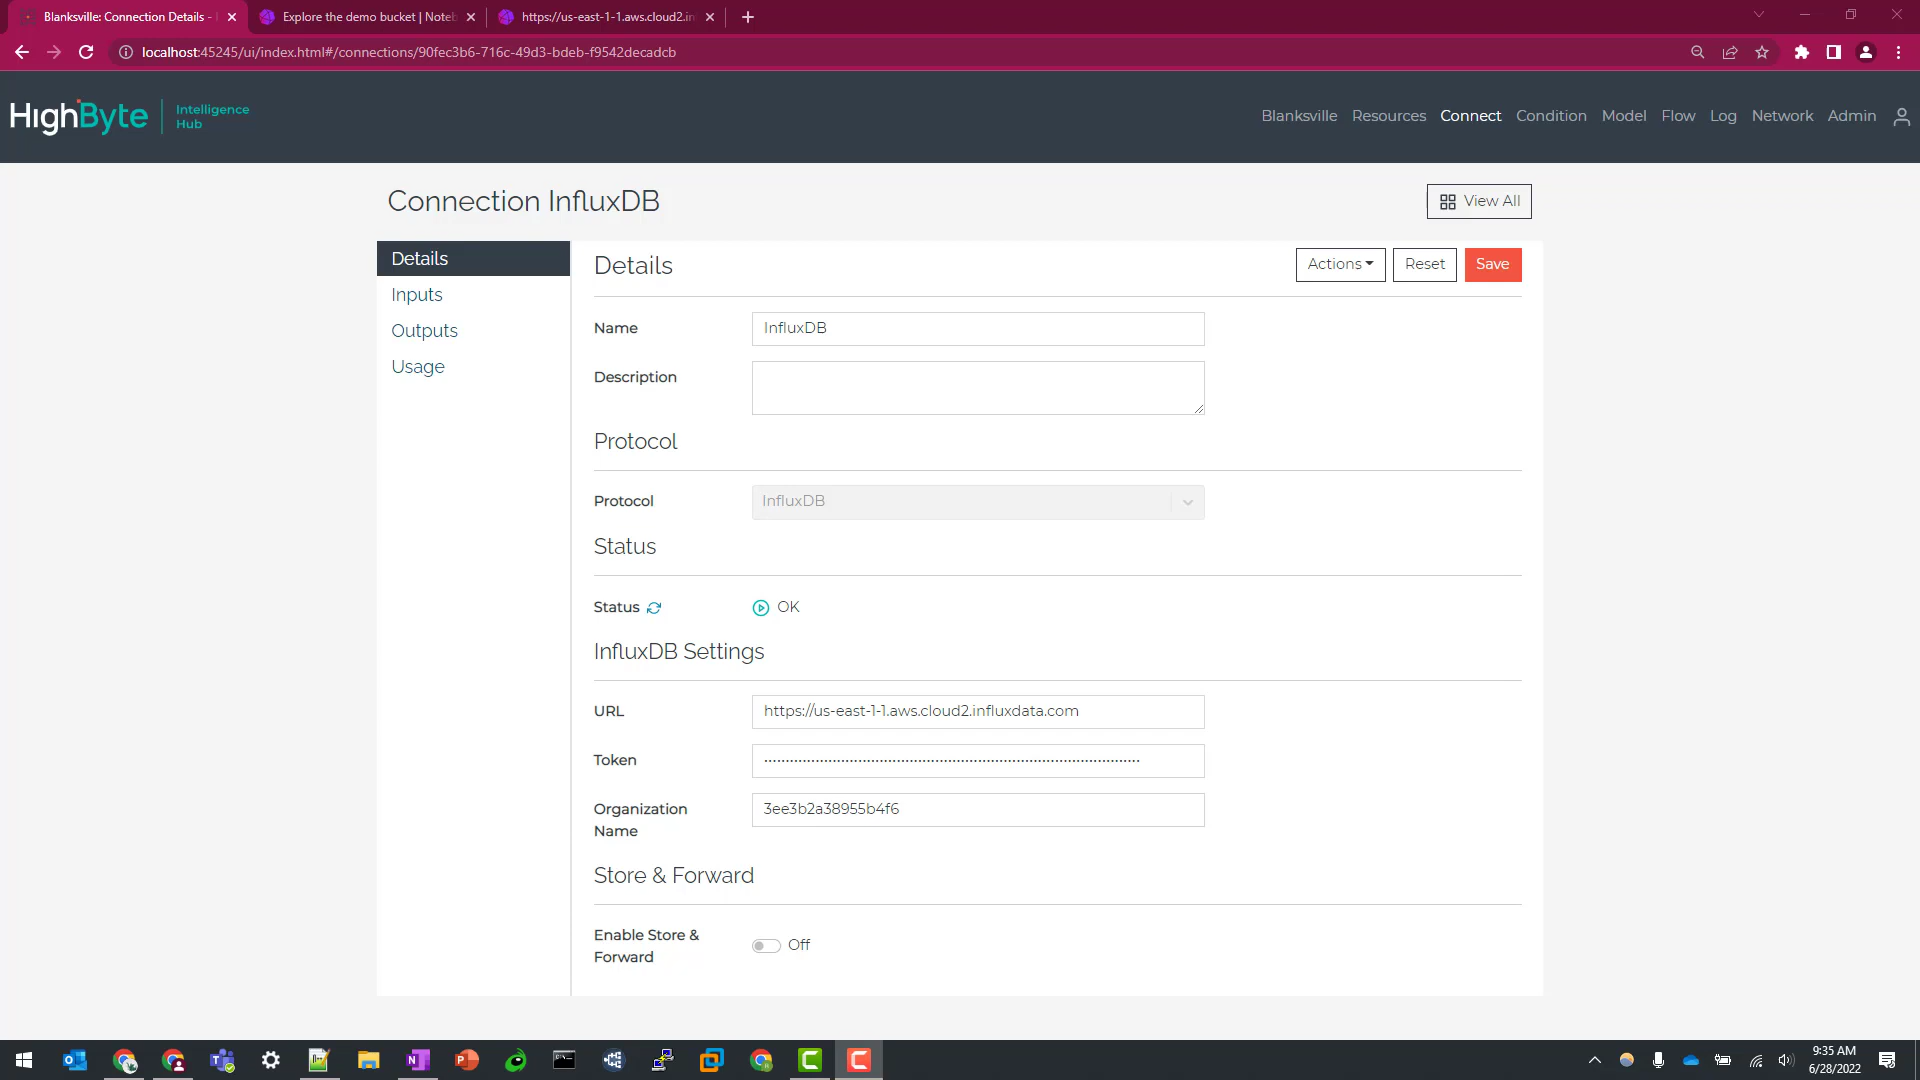 Blanksville: Connection Details -
Explore the demo bucket | Noteb
https://us-east-1-1.aws.cloud2.in
localhost:45245/ui/index.html#/connections/90fec3b6-716c-49d3-bdeb-f9542decadcb
HighByte Intelligence Hub
Blanksville Resources Connect Condition Model Flow Log Network Admin
Connection InfluxDB
View All
Details
Inputs
Outputs
Usage
Details
Actions
Reset
Save
Name
InfluxDB
Description
Protocol
Protocol
InfluxDB
Status
Status
OK
InfluxDB Settings
URL
https://us-east-1-1.aws.cloud2.influxdata.com
Token
Organization
Name
3ee3b2a38955b4f6
Store & Forward
Enable Store &
Forward
Off
9:35 AM
6/28/2022